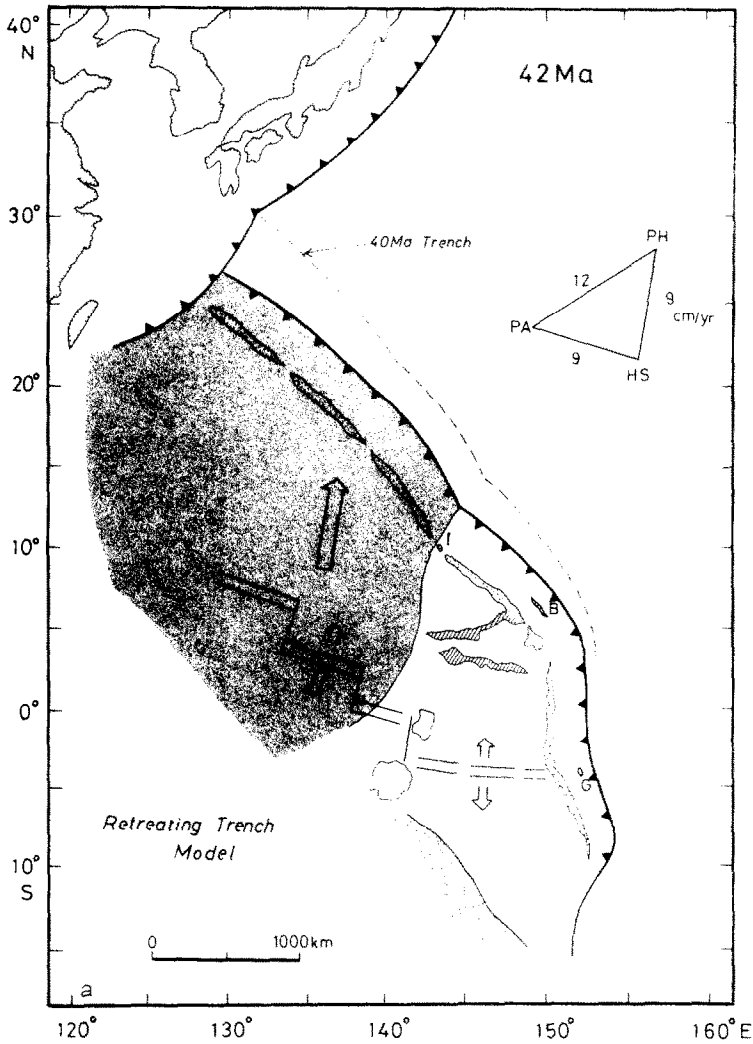 40°
N
42Ma
30°
40Ma Trench
PH
12
9
cm/yr
PA
9
HS
20°
10°
I
B
0°
G
Retreating Trench
Model
10°
S
0 1000km
a
120° 130° 140° 150° 160°E